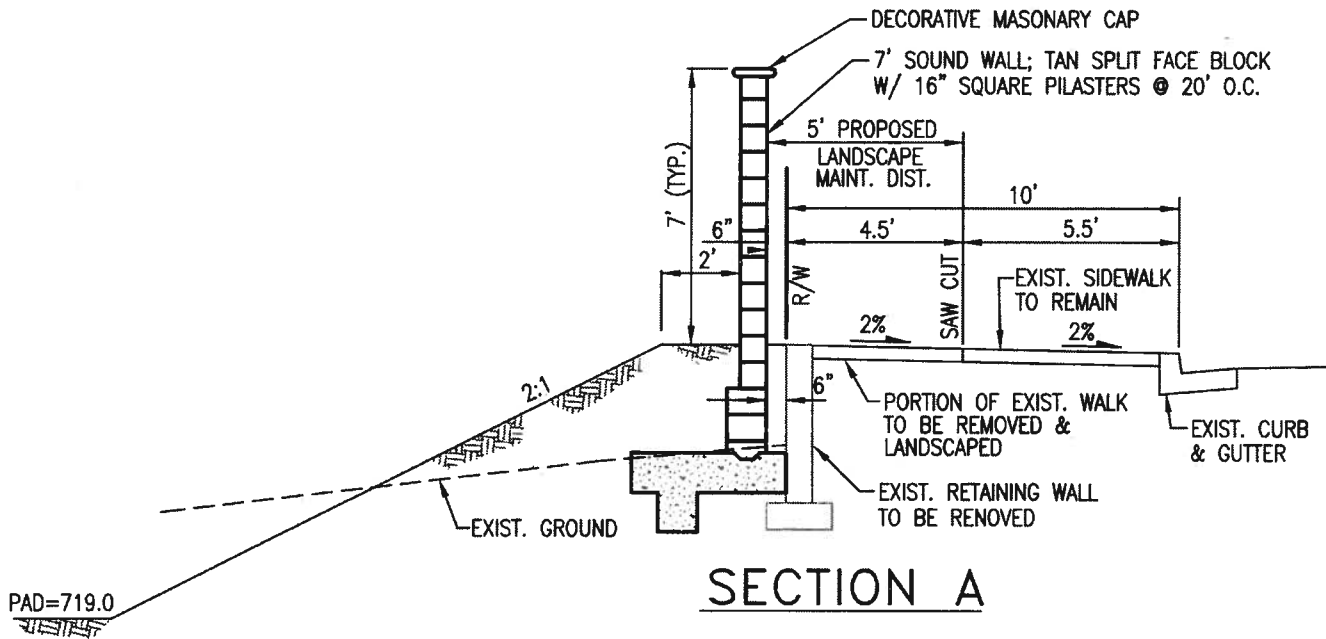 DECORATIVE MASONARY CAP
7' SOUND WALL; TAN SPLIT FACE BLOCK
W/ 16" SQUARE PILASTERS @ 20' O.C.
5' PROPOSED
LANDSCAPE
MAINT. DIST.
7' (TYP.)
10'
6"
4.5'
5.5'
2'
R/W
SAW CUT
EXIST. SIDEWALK
TO REMAIN
2%
2%
2:1
6"
PORTION OF EXIST. WALK
TO BE REMOVED &
LANDSCAPED
EXIST. CURB
& GUTTER
EXIST. RETAINING WALL
TO BE RENOVED
EXIST. GROUND
SECTION A
PAD=719.0